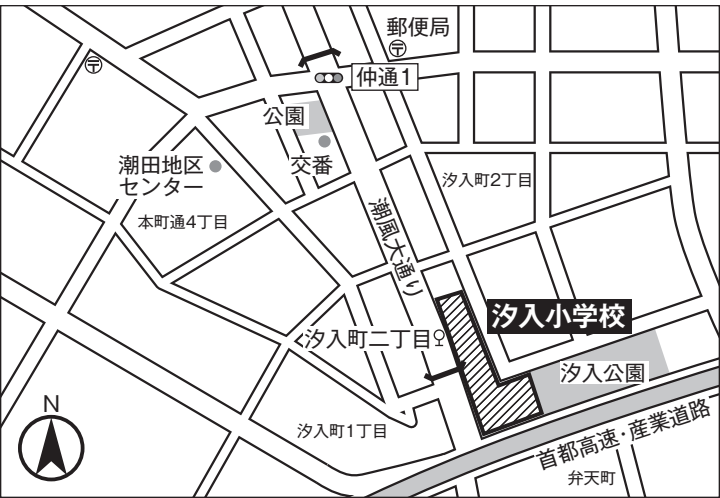 郵便局
〒
〒
仲通1
公園
交番
潮田地区
センター
本町通4丁目
汐入町2丁目
潮風大通り
汐入小学校
汐入町二丁目
汐入公園
汐入町1丁目
首都高速・産業道路
弁天町
N